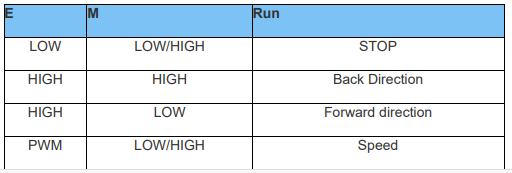 E M Run
LOW LOW/HIGH STOP
HIGH HIGH Back Direction
HIGH LOW Forward direction
PWM LOW/HIGH Speed